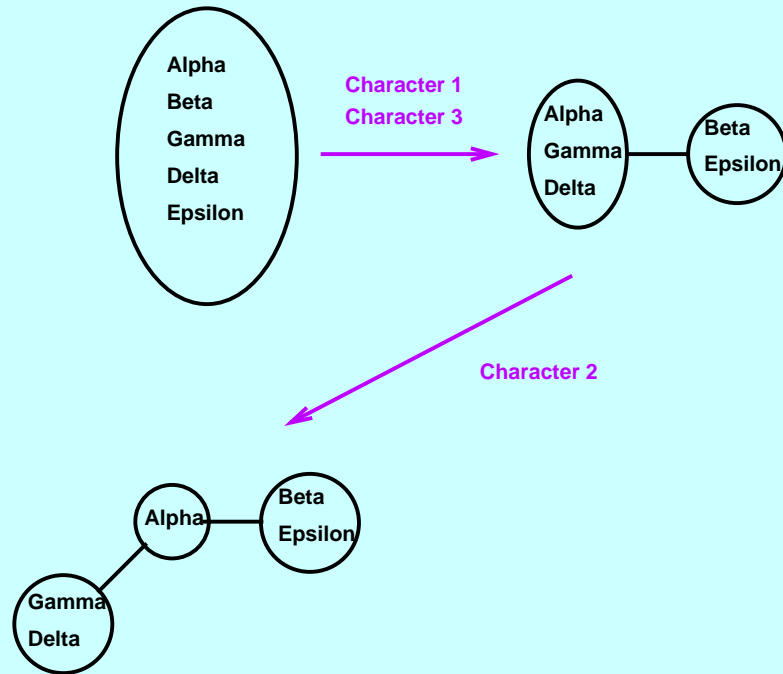 Alpha
Beta
Gamma
Delta
Epsilon
Character 1
Character 3
Alpha
Gamma
Delta
Beta
Epsilon
Character 2
Alpha
Beta
Epsilon
Gamma
Delta